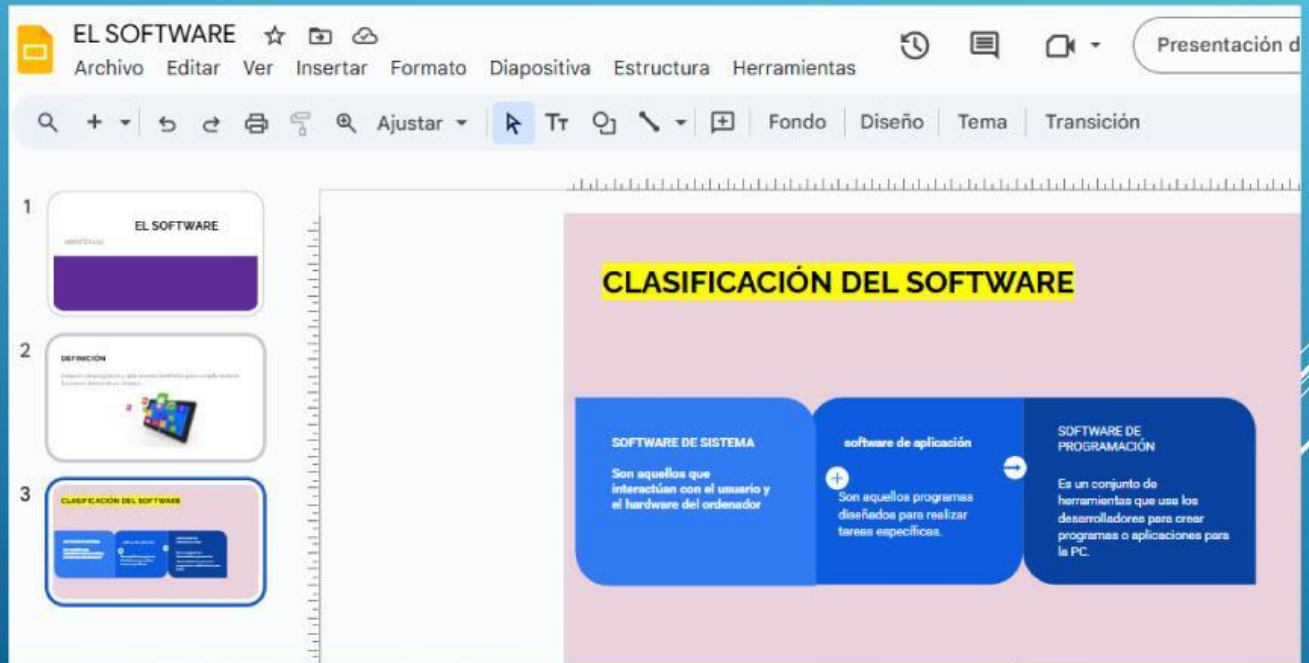 EL SOFTWARE
Archivo Editar Ver Insertar Formato Diapositiva Estructura Herramientas
Presentación d
Ajustar Tт Fondo Diseño Tema Transición
1
EL SOFTWARE
2
DEFINICIÓN
3
CLASIFICACIÓN DEL SOFTWARE
CLASIFICACIÓN DEL SOFTWARE
SOFTWARE DE SISTEMA
Son aquellos que
interactúan con el usuario y
el hardware del ordenador
software de aplicación
Son aquellos programas
diseñados para realizar
tareas específicas.
SOFTWARE DE
PROGRAMACIÓN
Es un conjunto de
herramientas que usa los
desarrolladores para crear
programas o aplicaciones para
la PC.